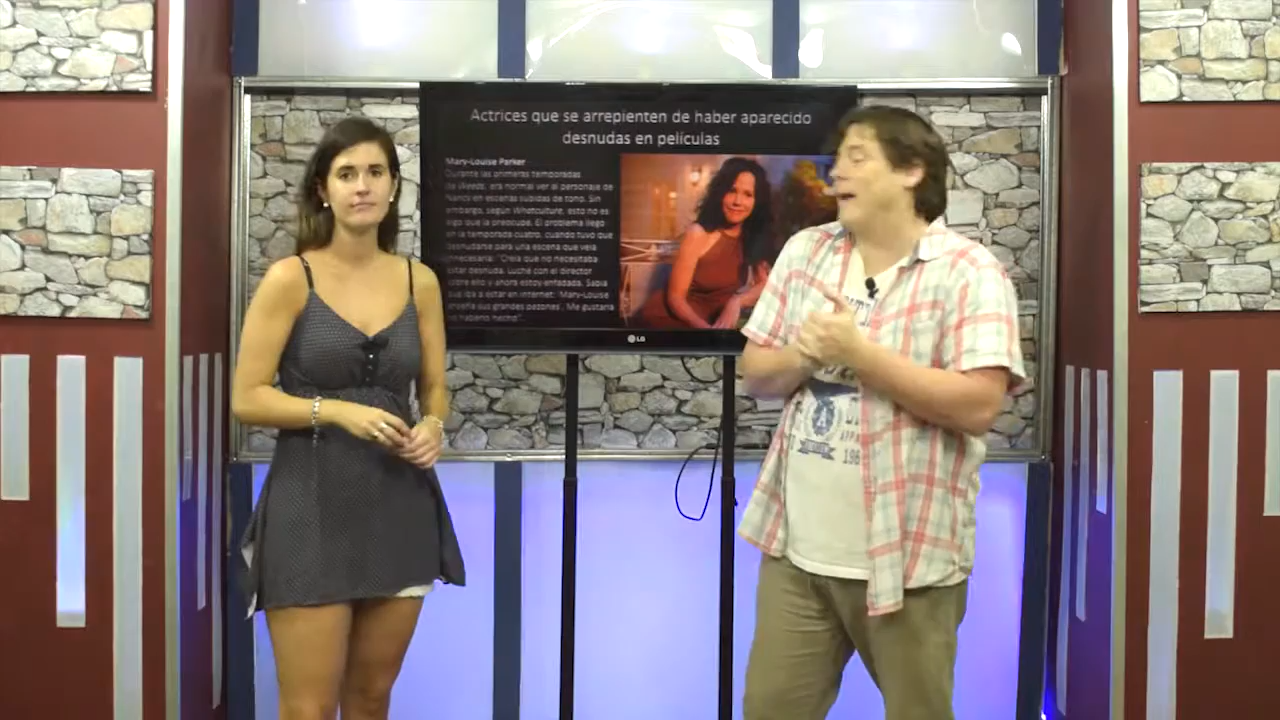 Actrices que se arrepienten de haber aparecido
desnudas en películas
Mary-Louise Parker
Durante las primeras temporadas
de Weeds, era normal ver al personaje de
Nancy en escenas subidas de tono. Sin
embargo, según Whatculture, esto no es
algo que la preocupe. El problema llegó
en la temporada cuatro, cuando tuvo que
desnudarse para una escena que veía
innecesaria: "Creía que no necesitaba
estar desnuda. Luché con el director
sobre ello y ahora estoy enfadada. Sabía
que iba a estar en internet: 'Mary-Louise
enseña sus grandes pezones'. Me gustaría
no haberlo hecho".
LG
196